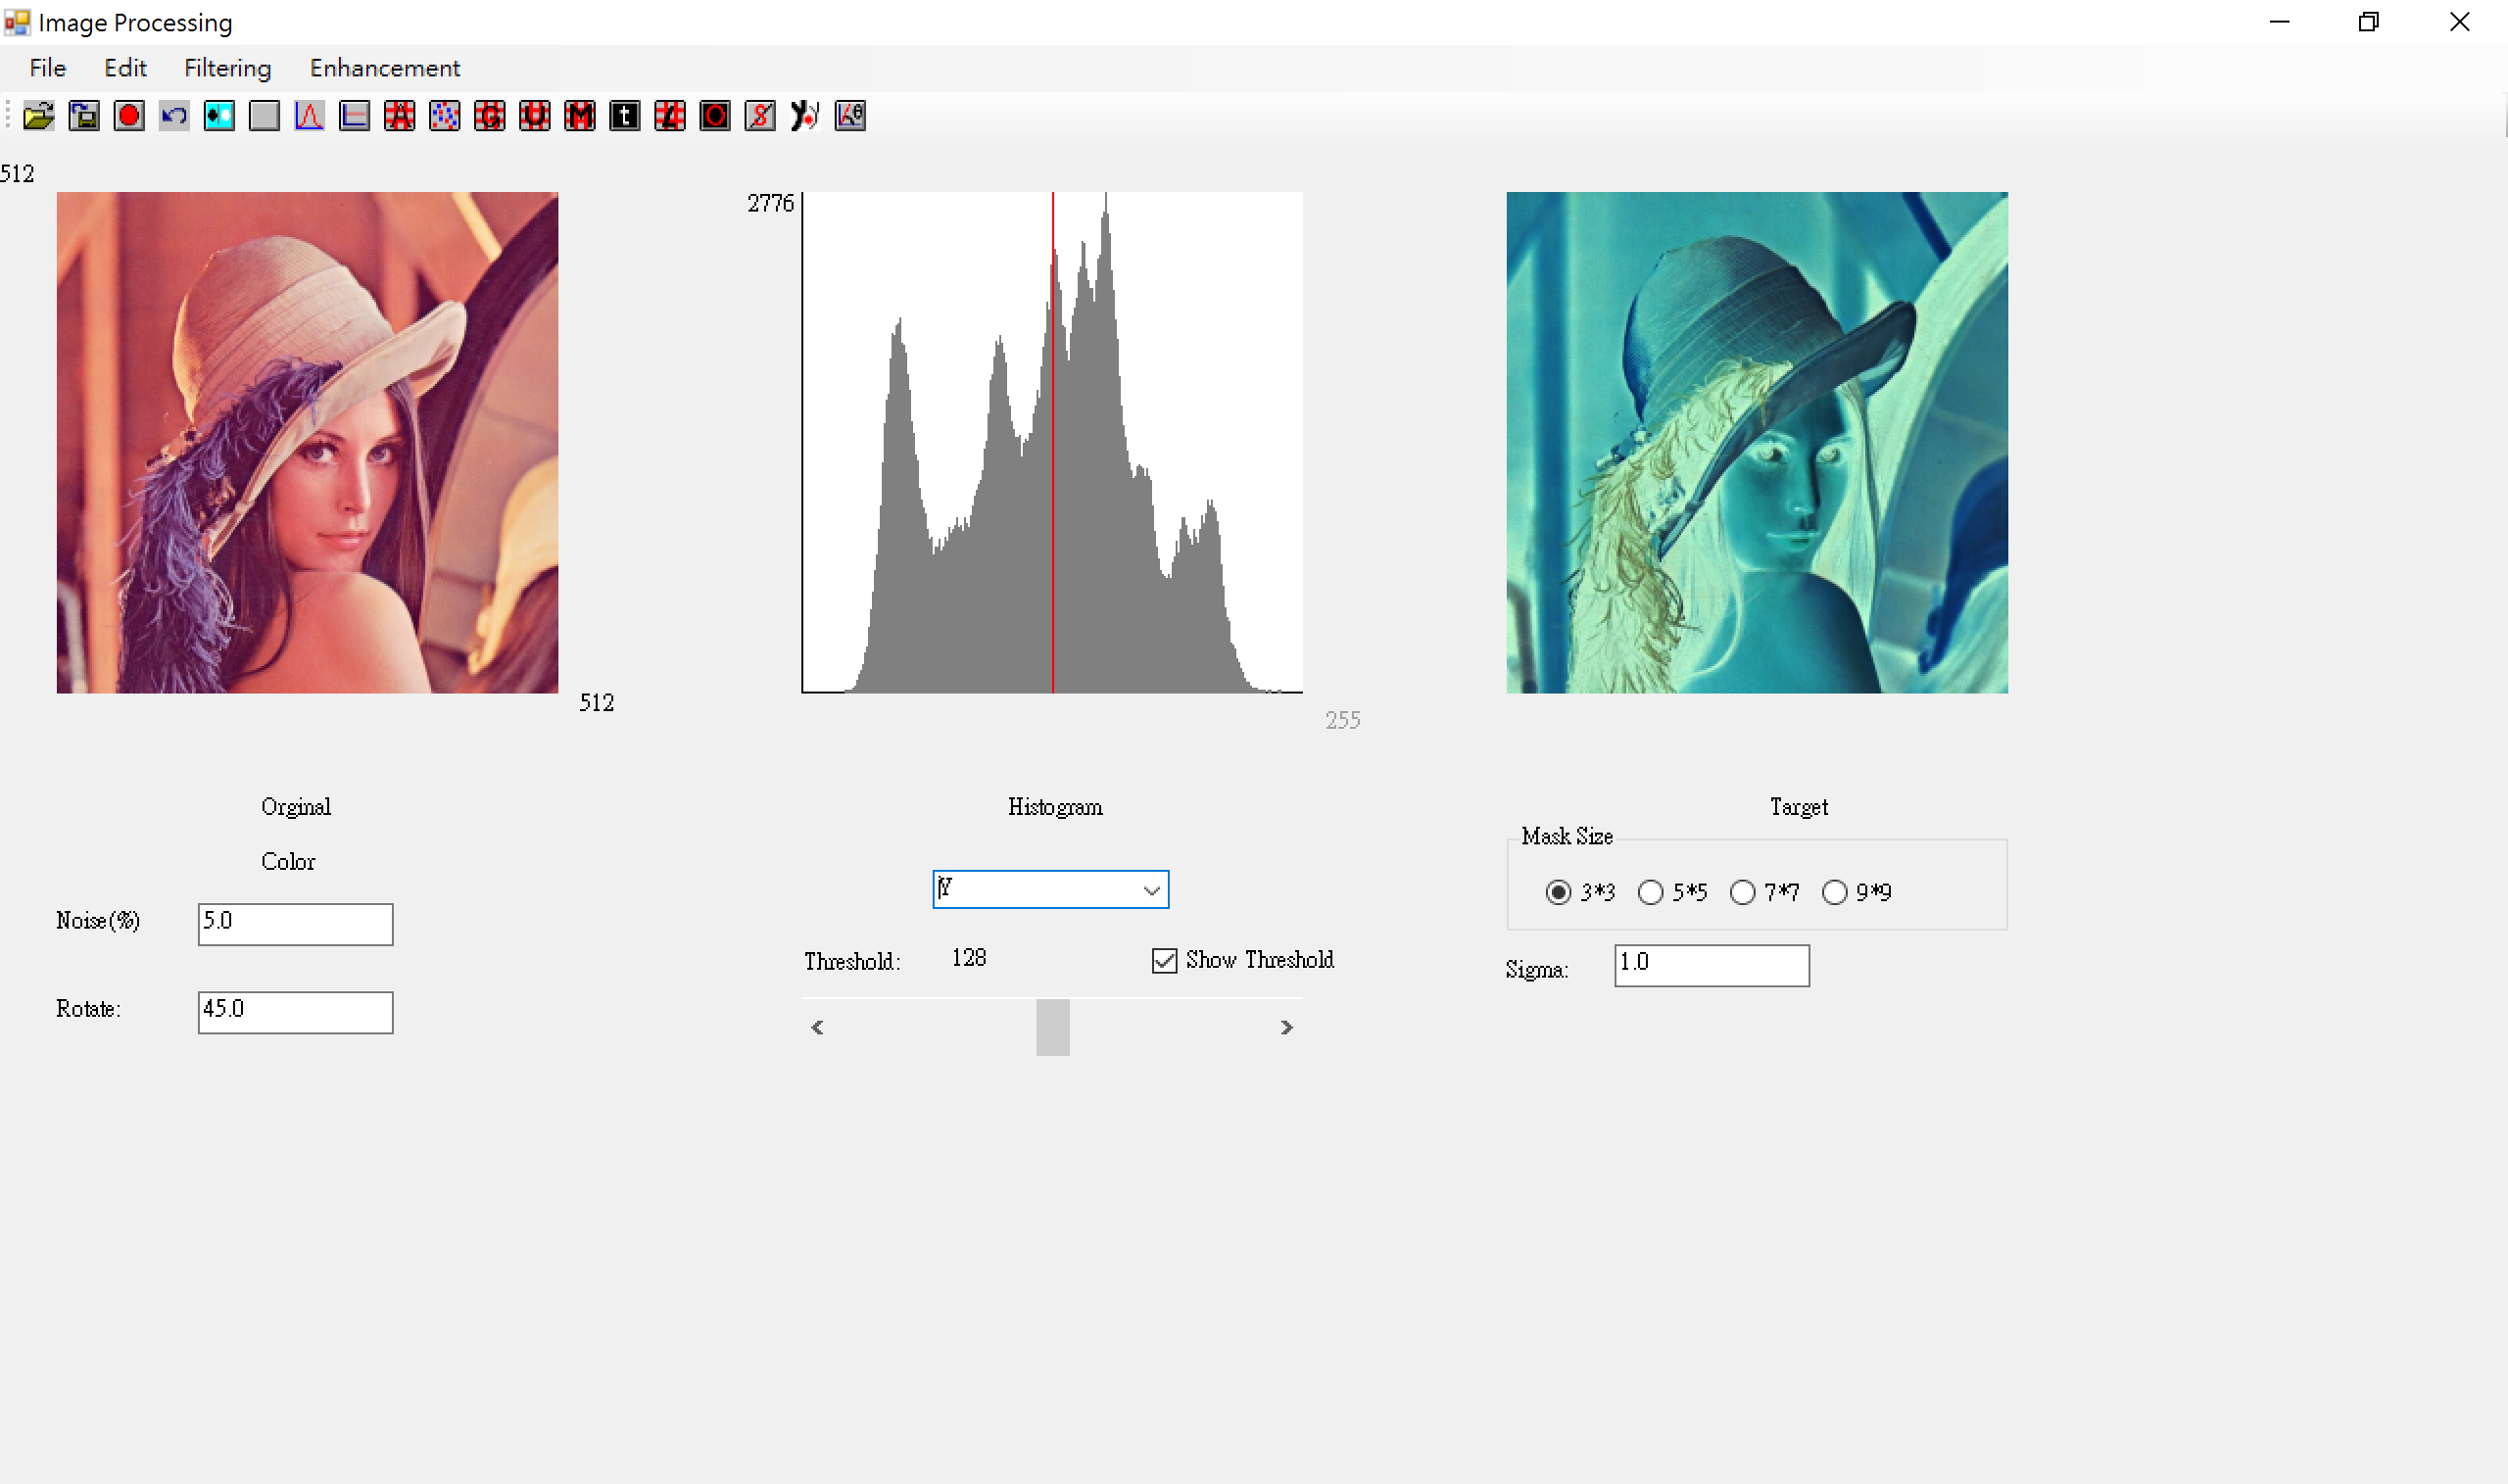 Image Processing
File Edit Filtering Enhancement
A G U M t L O S
512
2776
512
255
Orginal
Histogram
Target
Color
Mask Size
Y
3*3 5*5 7*7 9*9
Noise(%) 5.0
Threshold: 128 Show Threshold
Sigma: 1.0
Rotate: 45.0